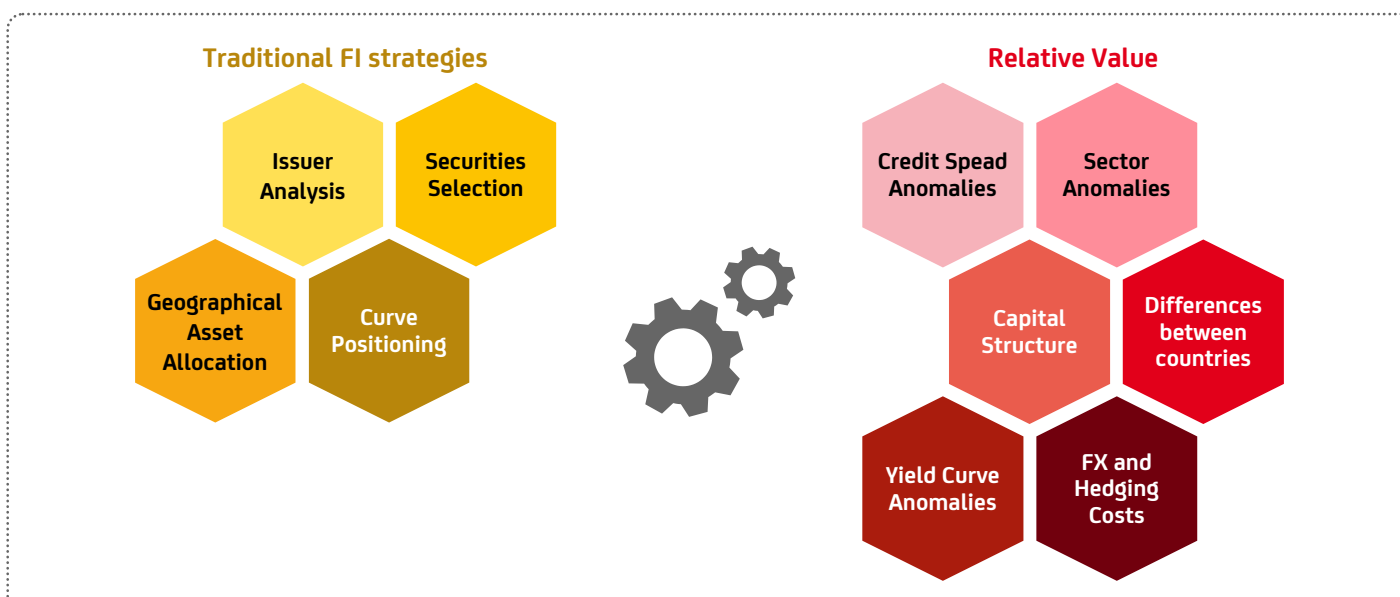 Traditional FI strategies
Issuer
Analysis
Securities
Selection
Geographical
Asset
Allocation
Curve
Positioning
Relative Value
Credit Spead
Anomalies
Sector
Anomalies
Capital
Structure
Differences
between
countries
Yield Curve
Anomalies
FX and
Hedging
Costs